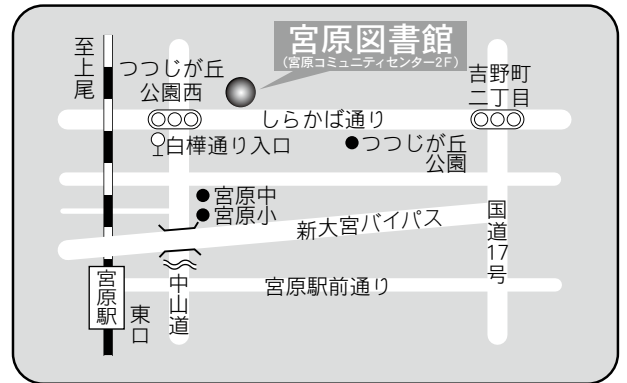 宮原図書館
(宮原コミュニティセンター2F)
至上尾
つつじが丘
公園西
吉野町
二丁目
しらかば通り
白樺通り入口
●つつじが丘
公園
●宮原中
●宮原小
新大宮バイパス
国道17号
宮原駅
東口
中山道
宮原駅前通り